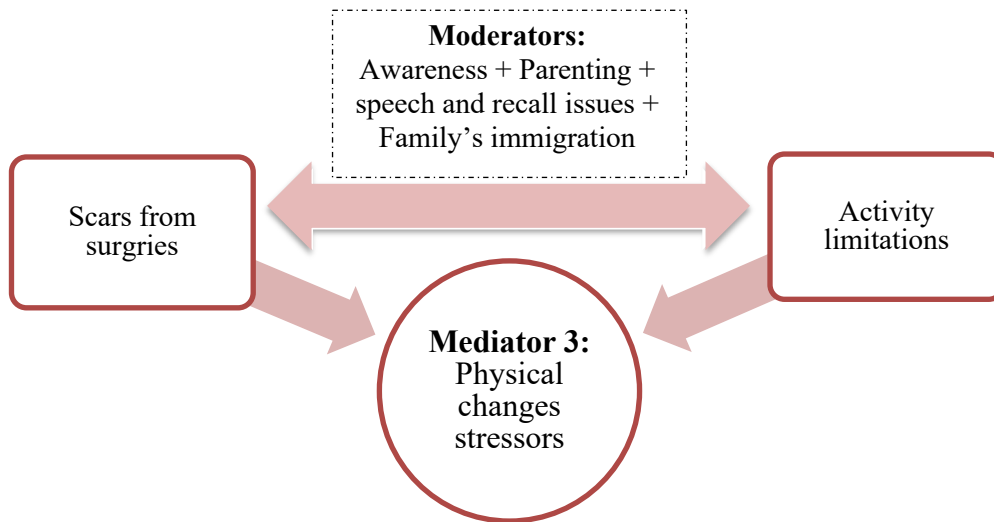 Moderators:
Awareness + Parenting +
speech and recall issues +
Family’s immigration
Scars from
surgries
Activity
limitations
Mediator 3:
Physical
changes
stressors